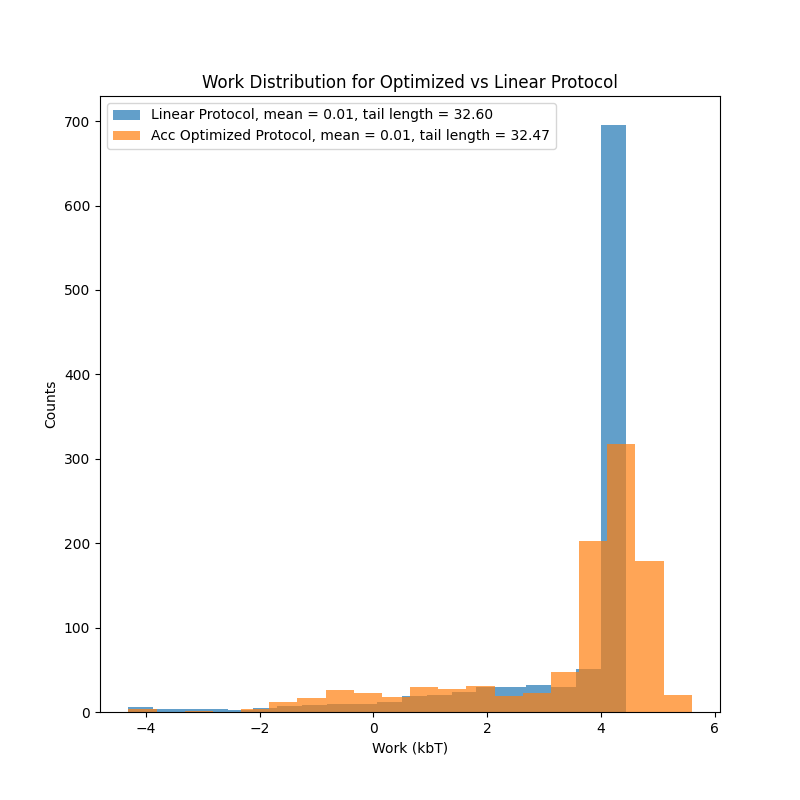 Work Distribution for Optimized vs Linear Protocol
Linear Protocol, mean = 0.01, tail length = 32.60
Acc Optimized Protocol, mean = 0.01, tail length = 32.47
700
600
500
400
300
200
100
0
Counts
−4
−2
0
2
4
6
Work (kbT)